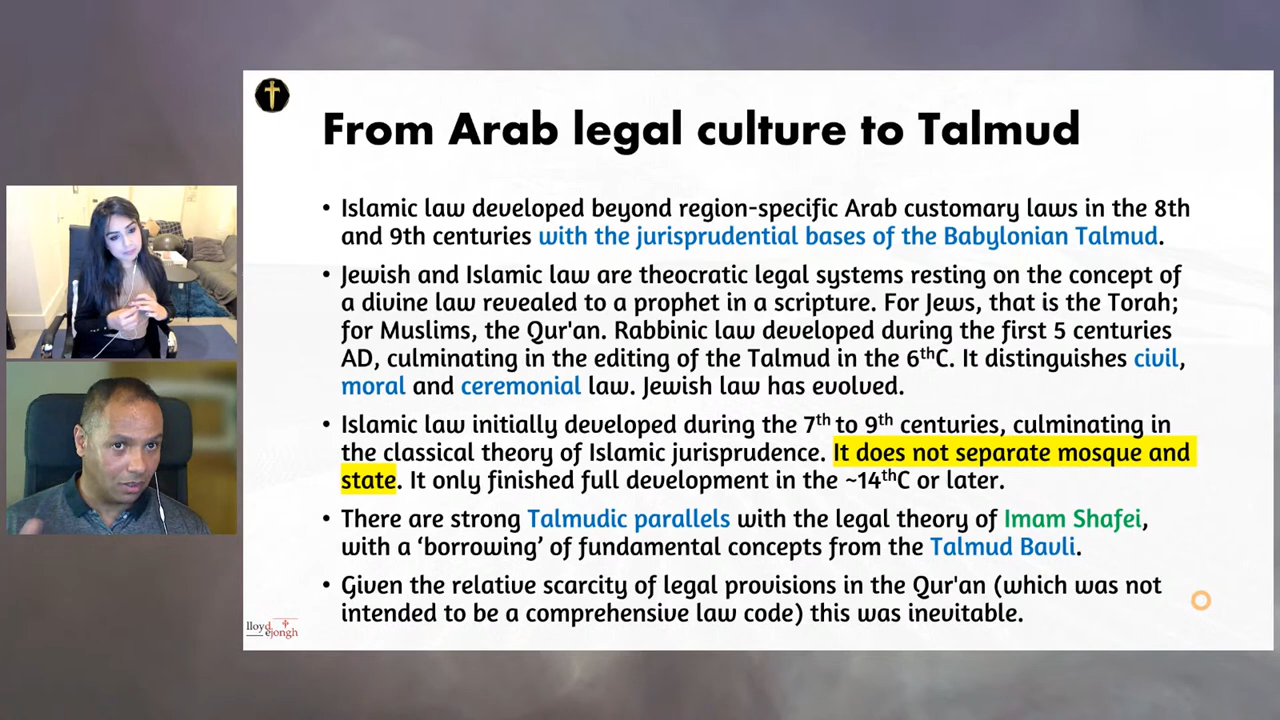 From Arab legal culture to Talmud
• Islamic law developed beyond region-specific Arab customary laws in the 8th
and 9th centuries with the jurisprudential bases of the Babylonian Talmud.
• Jewish and Islamic law are theocratic legal systems resting on the concept of
a divine law revealed to a prophet in a scripture. For Jews, that is the Torah;
for Muslims, the Qur'an. Rabbinic law developed during the first 5 centuries
AD, culminating in the editing of the Talmud in the 6thC. It distinguishes civil,
moral and ceremonial law. Jewish law has evolved.
• Islamic law initially developed during the 7th to 9th centuries, culminating in
the classical theory of Islamic jurisprudence. It does not separate mosque and
state. It only finished full development in the ~14thC or later.
• There are strong Talmudic parallels with the legal theory of Imam Shafei,
with a ‘borrowing’ of fundamental concepts from the Talmud Bavli.
• Given the relative scarcity of legal provisions in the Qur'an (which was not
intended to be a comprehensive law code) this was inevitable.
lloyd
ejongh